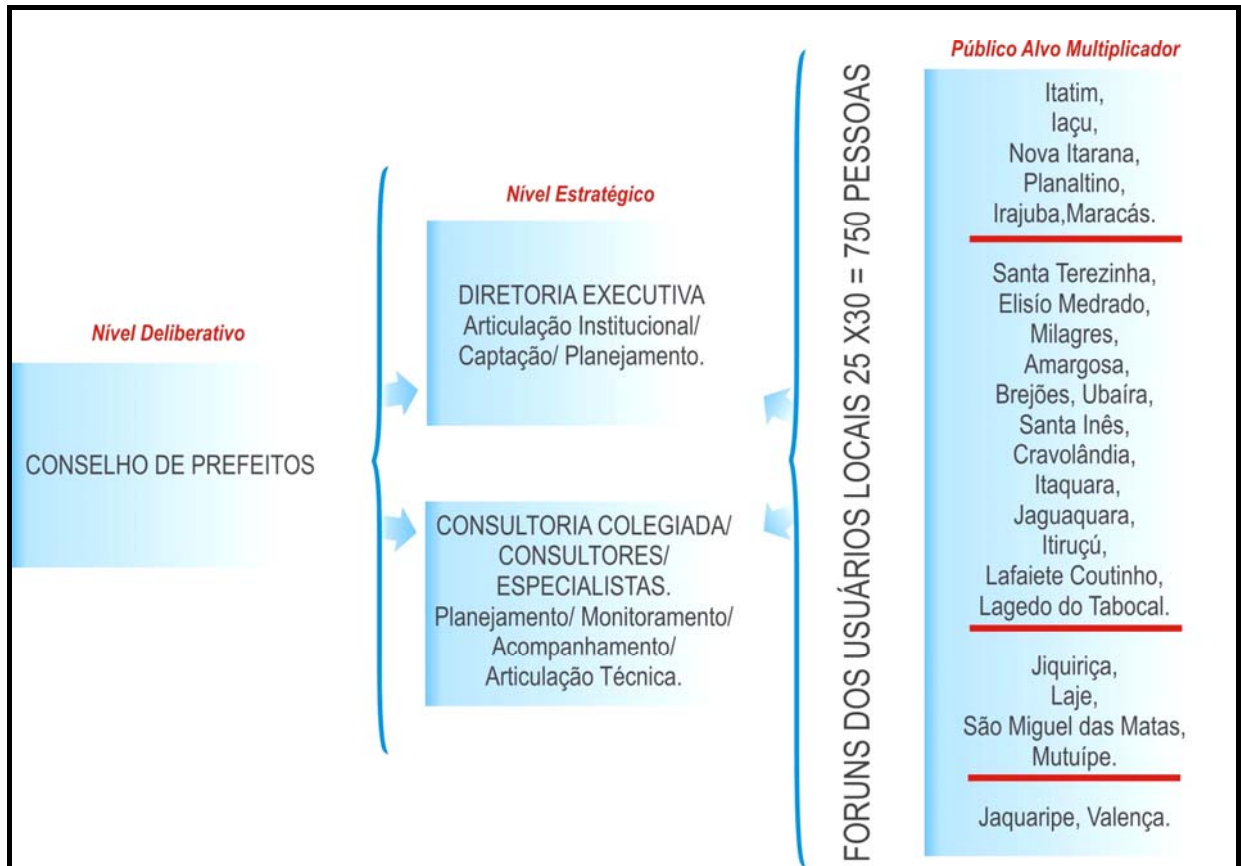 Nível Deliberativo
CONSELHO DE PREFEITOS
Nível Estratégico
DIRETORIA EXECUTIVA
Articulação Institucional/
Captação/ Planejamento.
CONSULTORIA COLEGIADA/
CONSULTORES/
ESPECIALISTAS.
Planejamento/ Monitoramento/
Acompanhamento/
Articulação Técnica.
FORUNS DOS USUÁRIOS LOCAIS 25 X30 = 750 PESSOAS
Público Alvo Multiplicador
Itatim,
Iaçu,
Nova Itarana,
Planaltino,
Irajuba,Maracás.
Santa Terezinha,
Elisío Medrado,
Milagres,
Amargosa,
Brejões, Ubaíra,
Santa Inês,
Cravolândia,
Itaquara,
Jaguaquara,
Itiruçú,
Lafaiete Coutinho,
Lagedo do Tabocal.
Jiquiriça,
Laje,
São Miguel das Matas,
Mutuípe.
Jaquaripe, Valença.